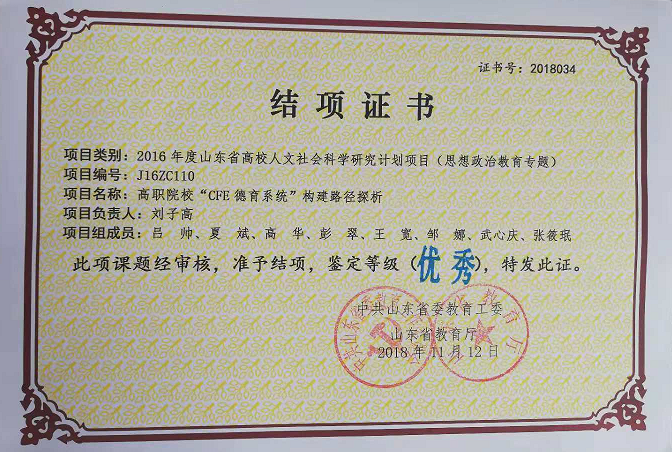 证书号：2018034
结项证书
项目类别：2016年度山东省高校人文社会科学研究计划项目（思想政治教育专题）
项目编号：J16ZC110
项目名称：高职院校“CFE德育系统”构建路径探析
项目负责人：刘子高
项目组成员：吕 帅、夏 斌、高 华、彭 翠、王 宽、邹 娜、武心庆、张筱珉
此项课题经审核，准予结项，鉴定等级（优秀），特发此证。
中共山东省委教育工委
山东省教育厅
2018年11月12日